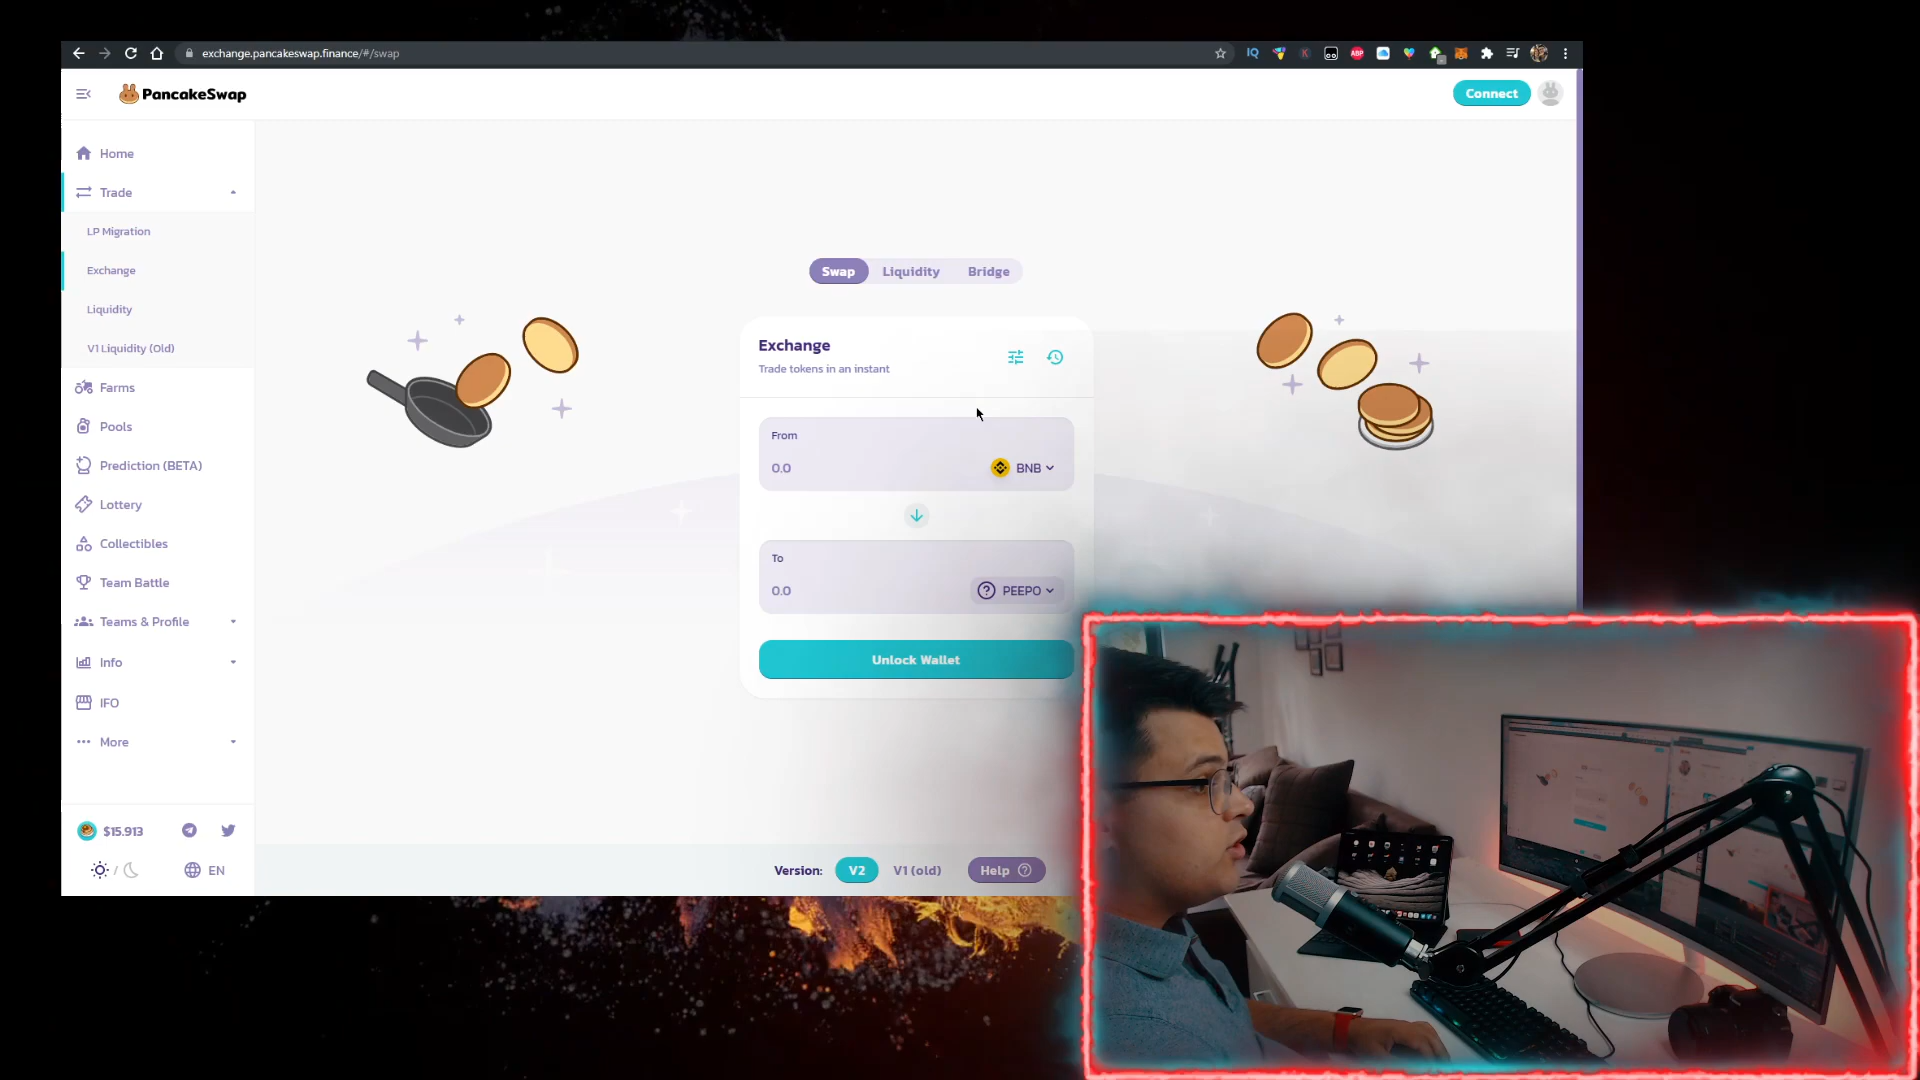 exchange.pancakeswap.finance/#/swap
IQ
K
ABP
PancakeSwap
Connect
Home
Trade
LP Migration
Exchange
Liquidity
V1 Liquidity (Old)
Farms
Pools
Prediction (BETA)
Lottery
Collectibles
Team Battle
Teams & Profile
Info
IFO
More
$15.913
/
EN
Swap
Liquidity
Bridge
Exchange
Trade tokens in an instant
From
0.0
BNB
To
0.0
PEEPO
Unlock Wallet
Version:
V2
V1 (old)
Help